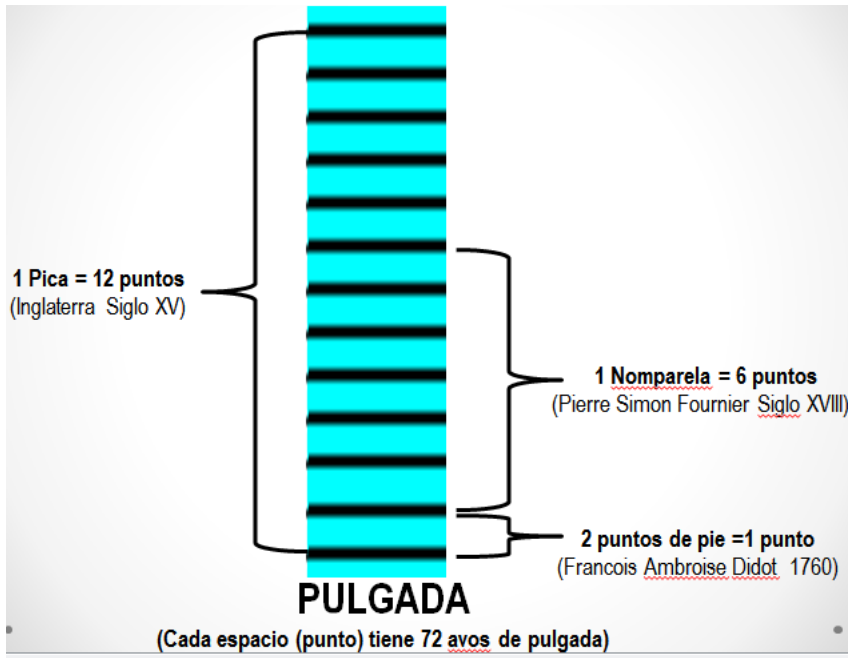 1 Pica = 12 puntos
(Inglaterra Siglo XV)
1 Nomparela = 6 puntos
(Pierre Simon Fournier Siglo XVIII)
2 puntos de pie =1 punto
(Francois Ambroise Didot 1760)
PULGADA
(Cada espacio (punto) tiene 72 avos de pulgada)